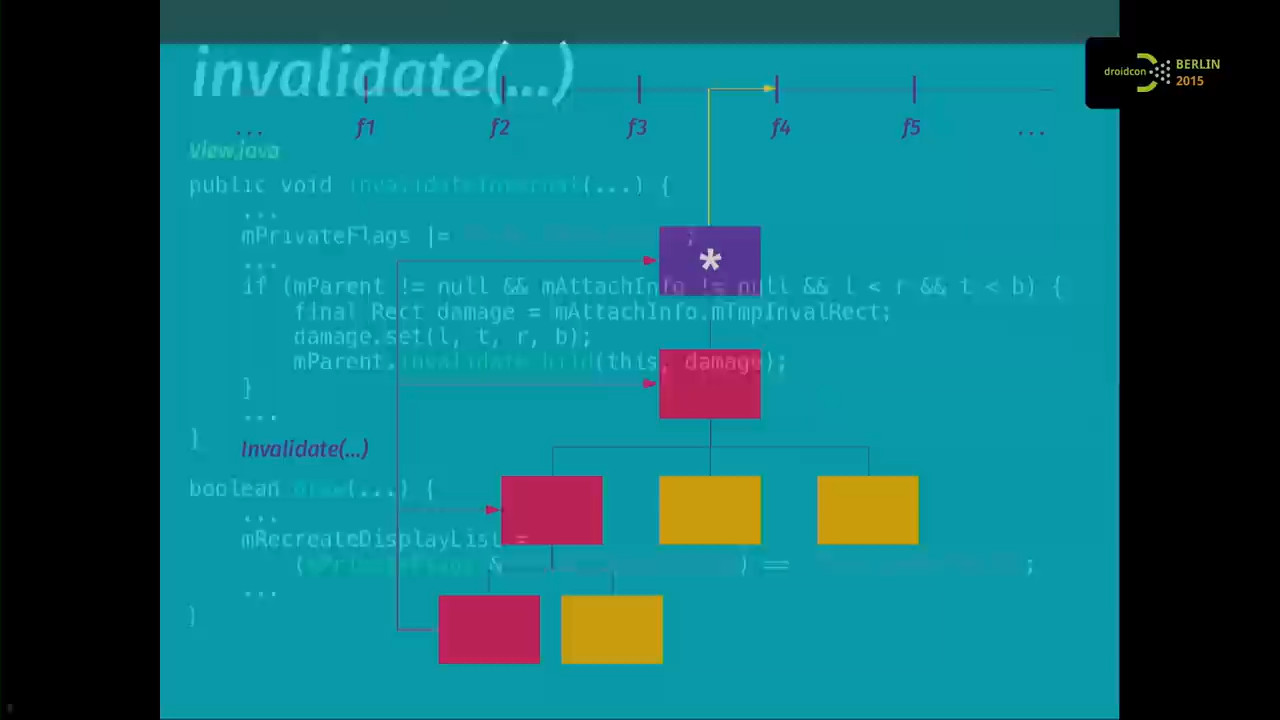 invalidate(...)
... f1 f2 f3 f4 f5 ...
View.java
public void invalidateInternal(...) {
...
mPrivateFlags |= ;
...
if (mParent != null && mAttachInfo != null && l < r && t < b) {
final Rect damage = mAttachInfo.mTmpInvalRect;
damage.set(l, t, r, b);
mParent.invalidateChild(this, damage);
}
...
}
Invalidate(...)
boolean draw(...) {
...
mRecreateDisplayList =
(mPrivateFlags & ) == ;
...
}
*
droidcon
BERLIN
2015